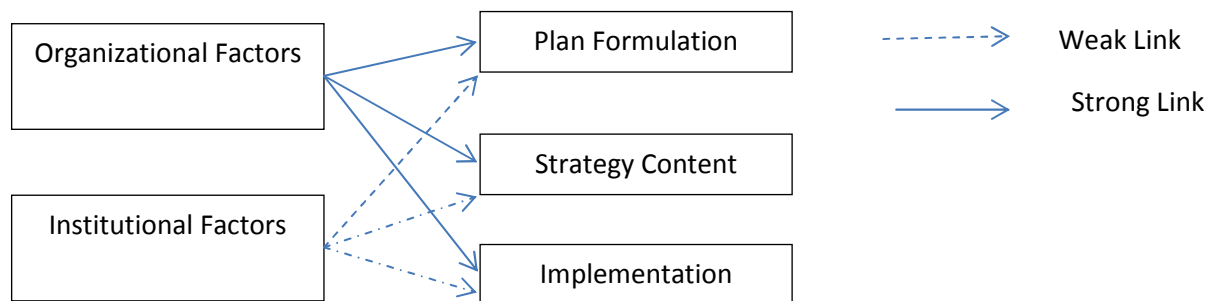 Organizational Factors
Plan Formulation
Weak Link
Strong Link
Strategy Content
Institutional Factors
Implementation